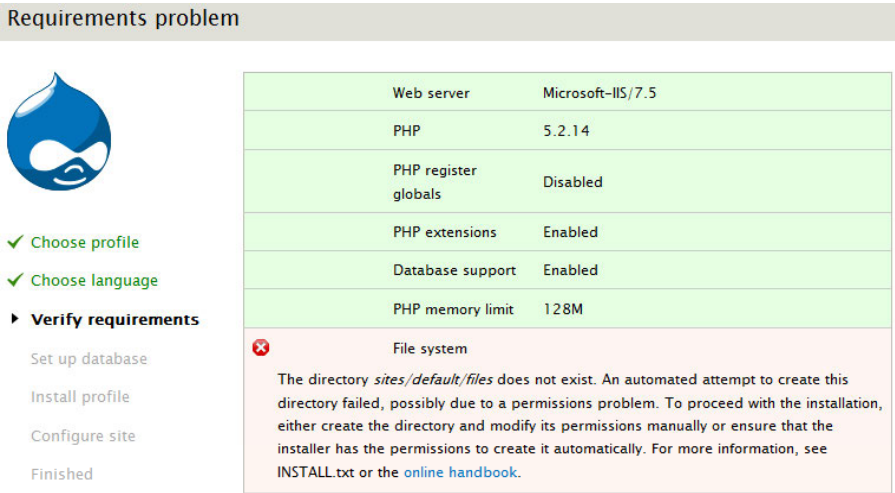 Requirements problem
Choose profile
Choose language
Verify requirements
Set up database
Install profile
Configure site
Finished
Web server Microsoft-IIS/7.5
PHP 5.2.14
PHP register
globals Disabled
PHP extensions Enabled
Database support Enabled
PHP memory limit 128M
File system
The directory sites/default/files does not exist. An automated attempt to create this
directory failed, possibly due to a permissions problem. To proceed with the installation,
either create the directory and modify its permissions manually or ensure that the
installer has the permissions to create it automatically. For more information, see
INSTALL.txt or the online handbook.